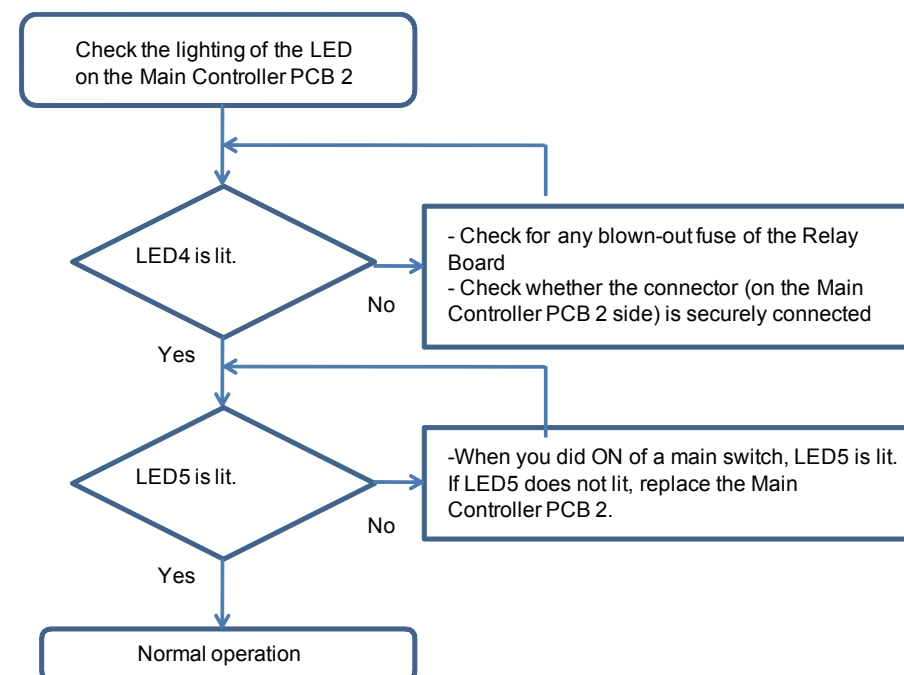 Check the lighting of the LED
on the Main Controller PCB 2
LED4 is lit.
No
- Check for any blown-out fuse of the Relay
Board
- Check whether the connector (on the Main
Controller PCB 2 side) is securely connected
Yes
LED5 is lit.
No
-When you did ON of a main switch, LED5 is lit.
If LED5 does not lit, replace the Main
Controller PCB 2.
Yes
Normal operation